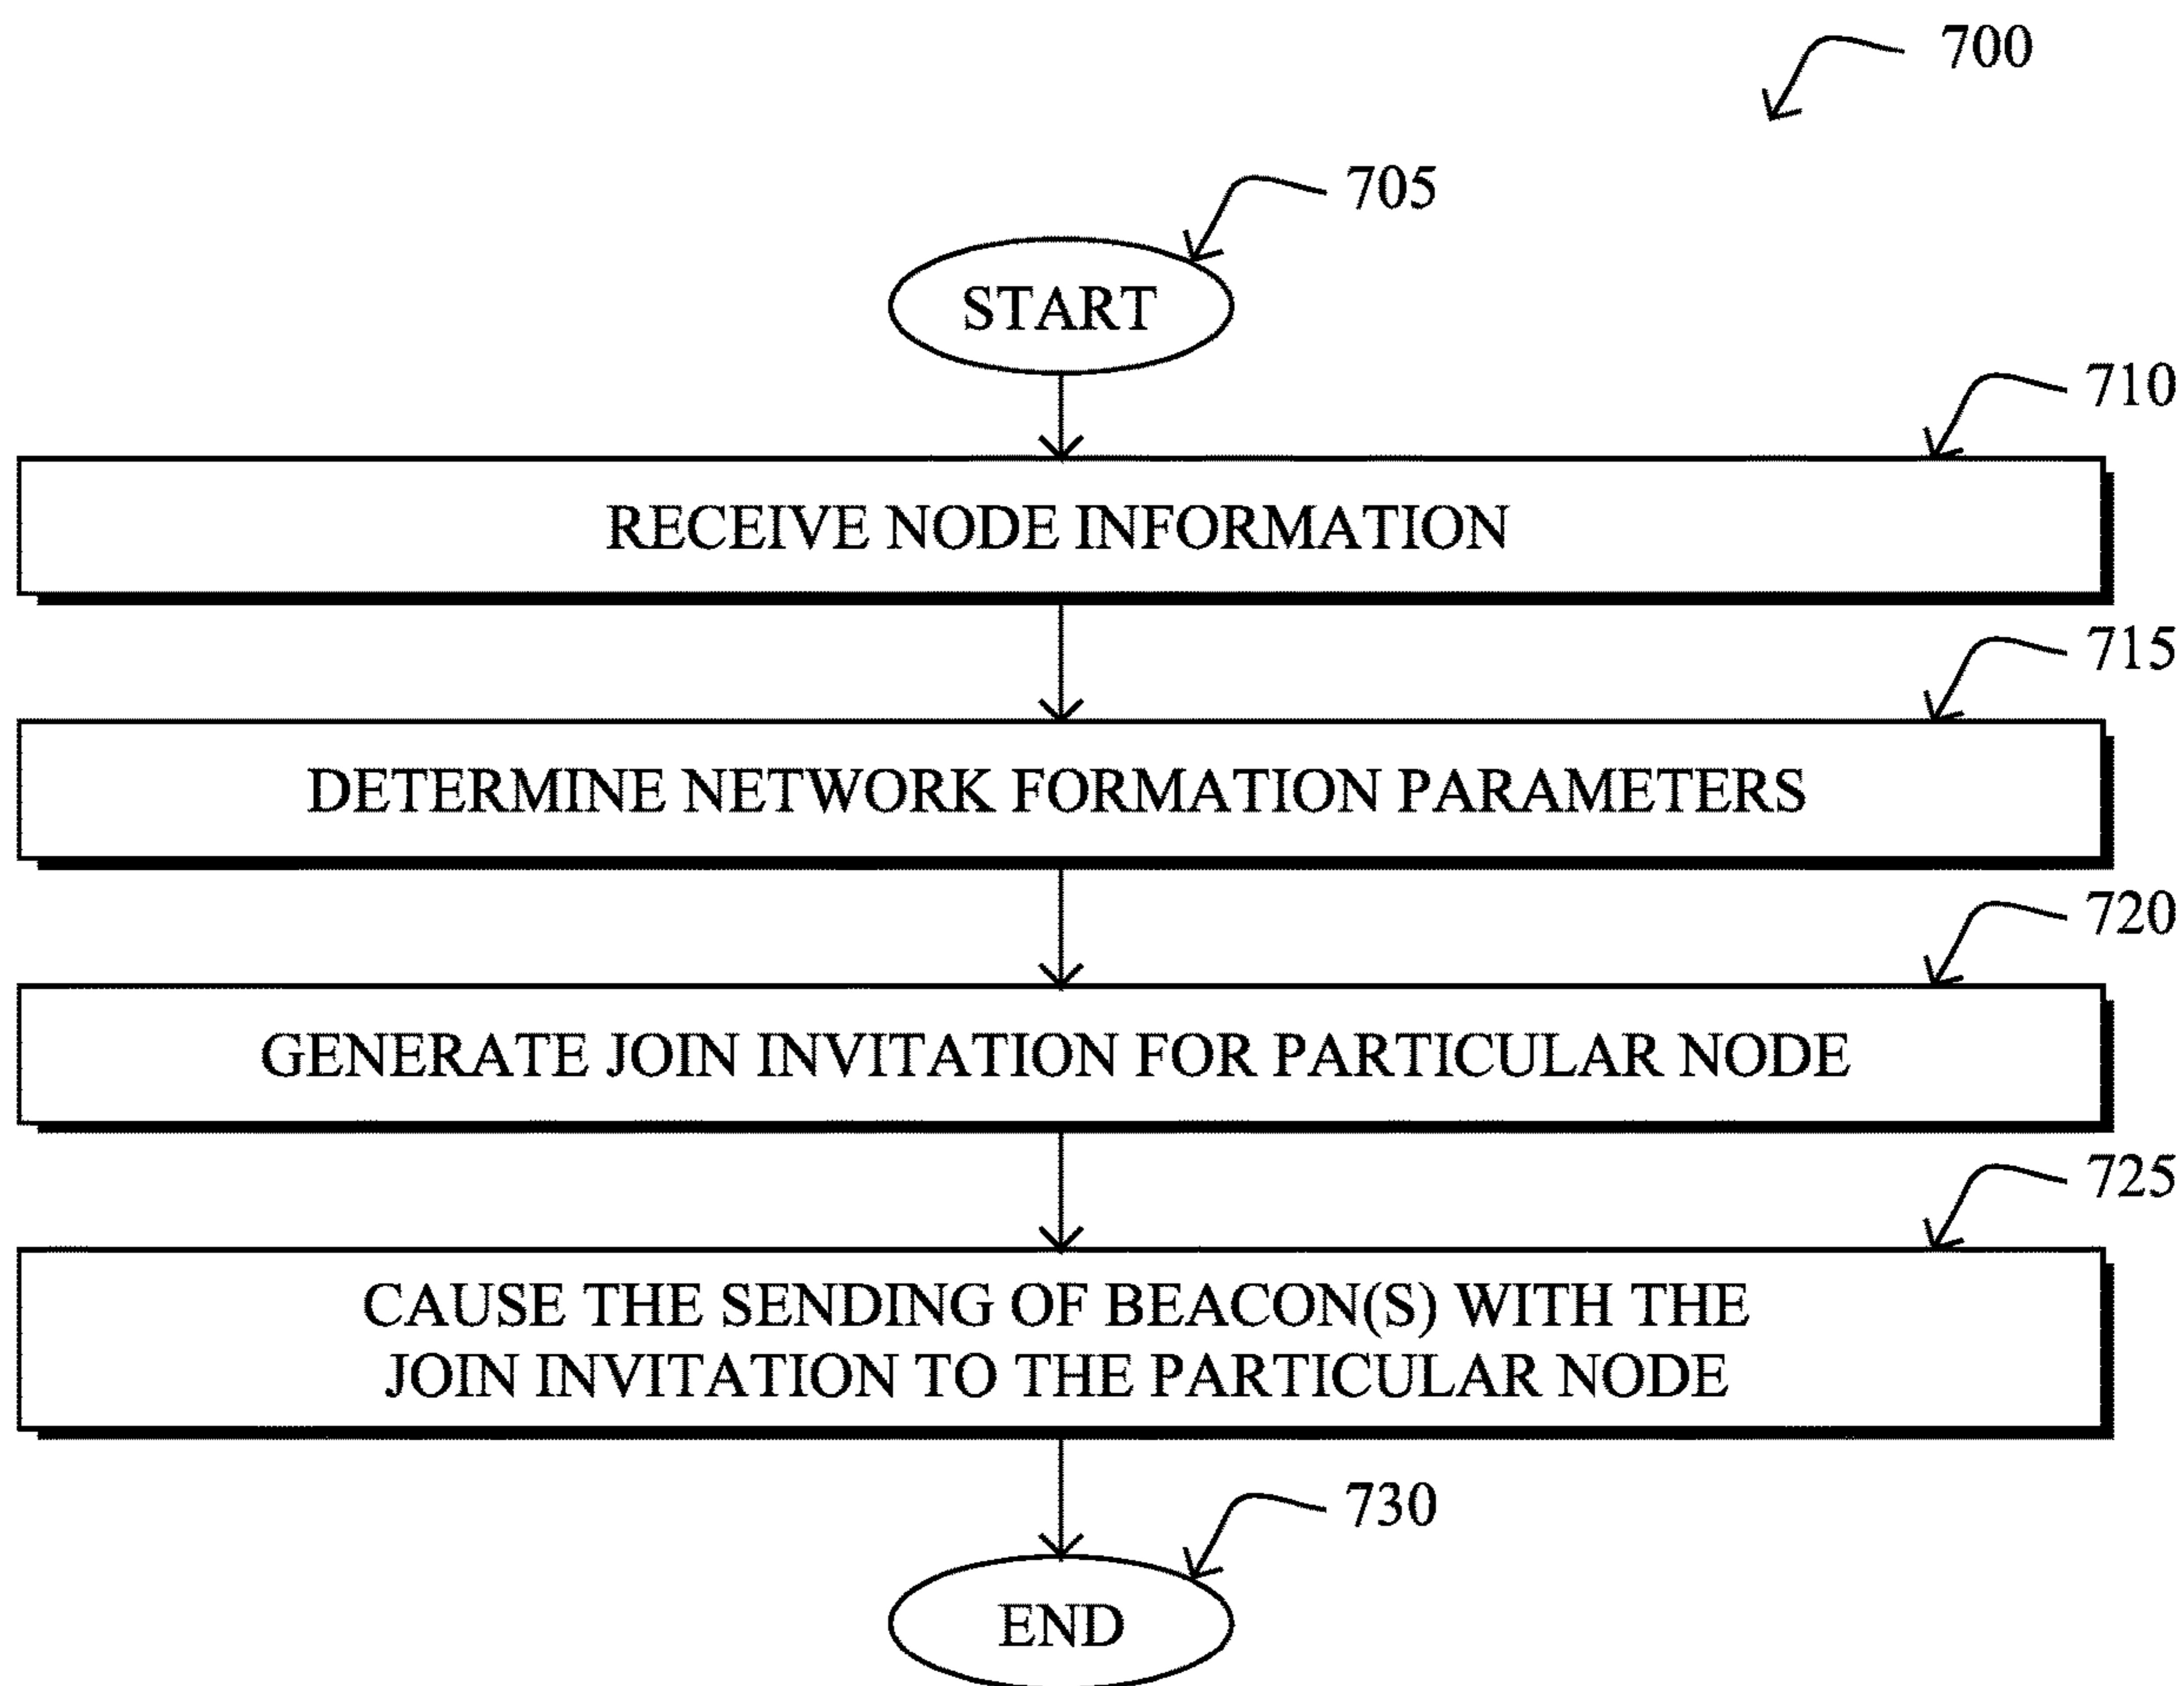 700
705
START
710
RECEIVE NODE INFORMATION
715
DETERMINE NETWORK FORMATION PARAMETERS
720
GENERATE JOIN INVITATION FOR PARTICULAR NODE
725
CAUSE THE SENDING OF BEACON(S) WITH THE
JOIN INVITATION TO THE PARTICULAR NODE
730
END